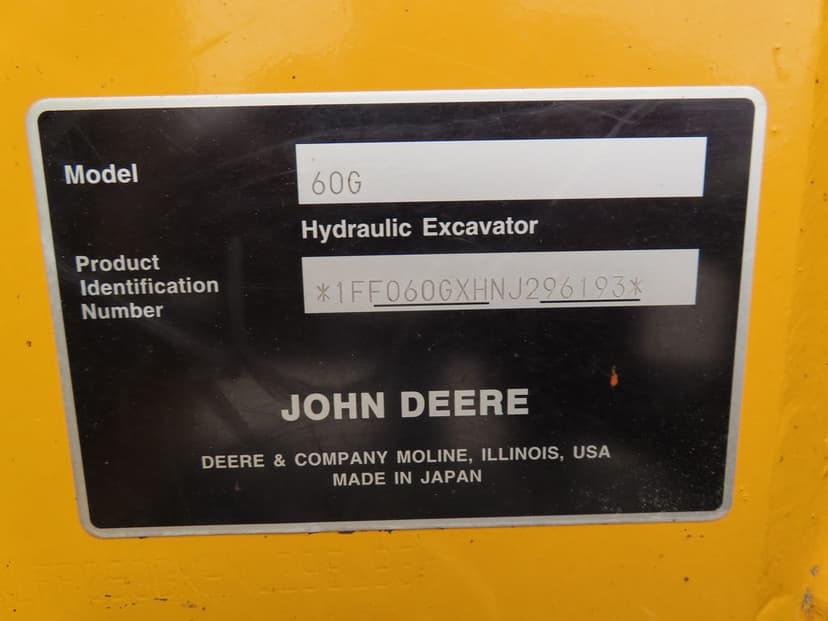 Model
60G
Hydraulic Excavator
Product
Identification
Number
*1FF060GXHNJ296193*
JOHN DEERE
DEERE & COMPANY MOLINE, ILLINOIS, USA
MADE IN JAPAN